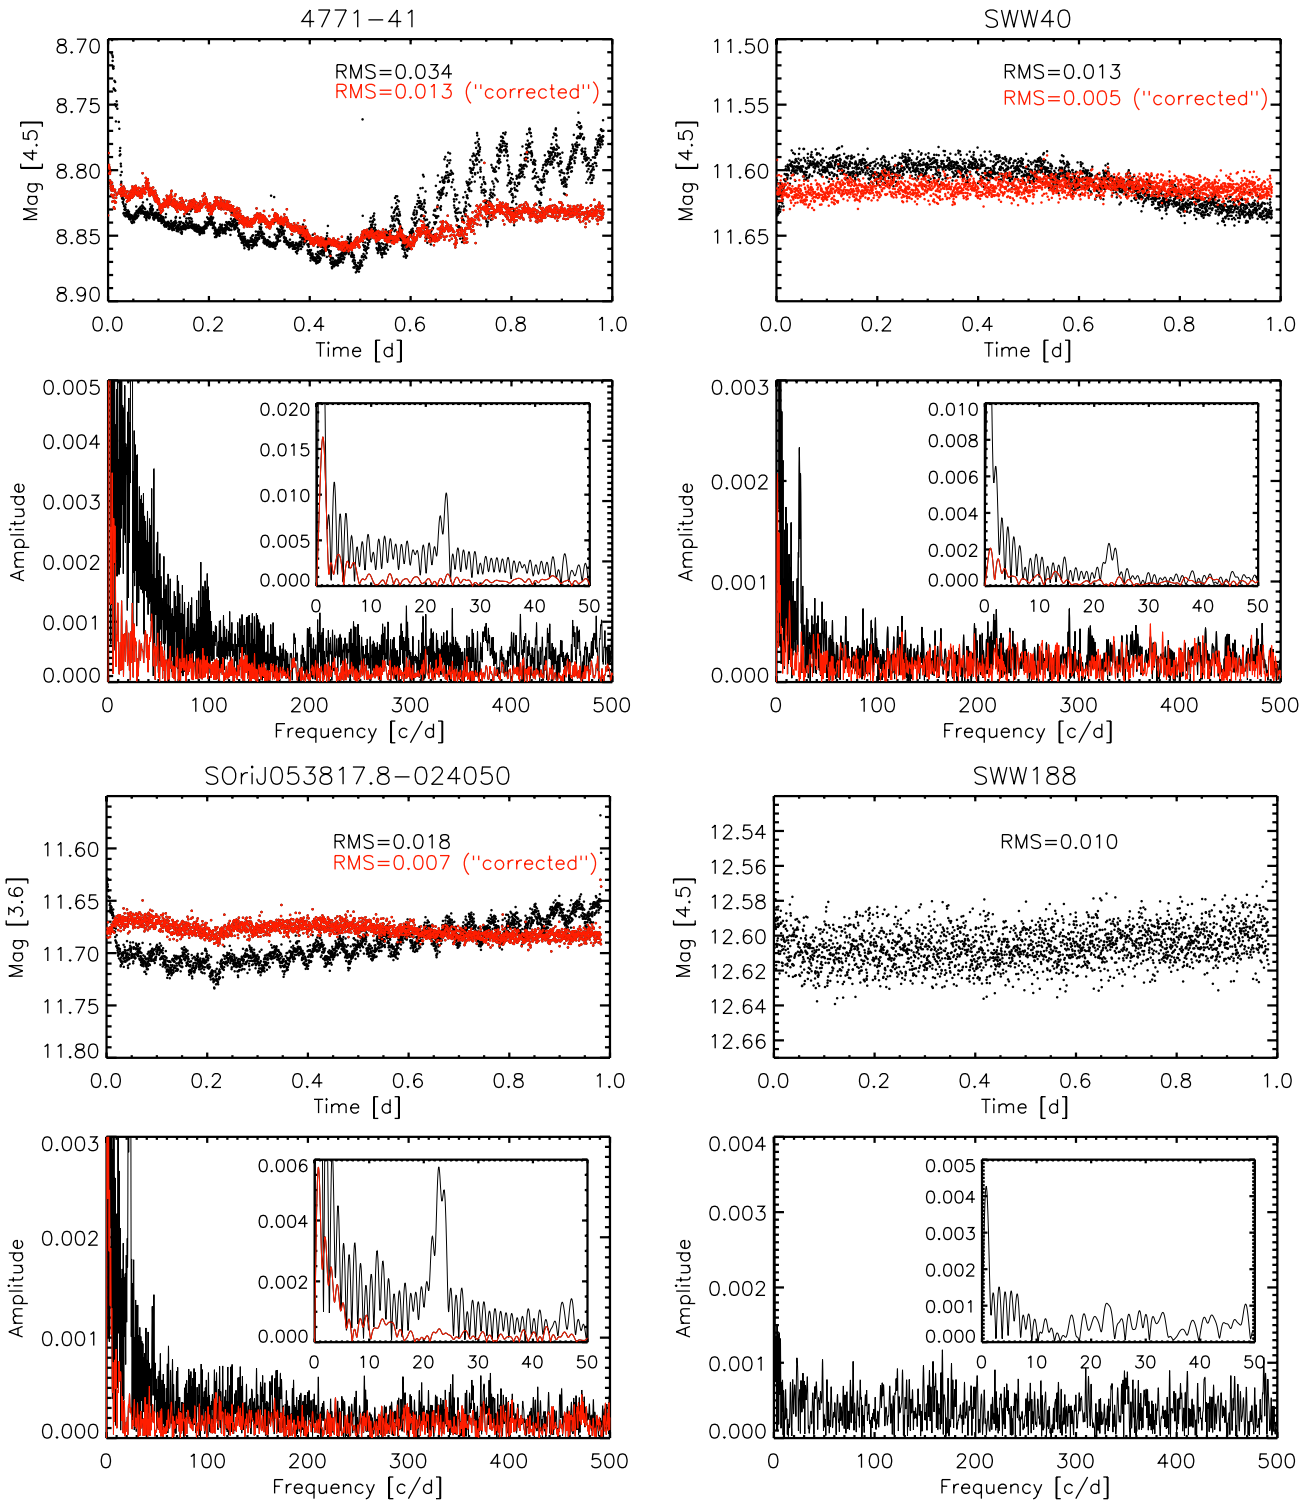 4771−41
8.70
8.75
8.80
8.85
8.90
Mag [4.5]
RMS=0.034
RMS=0.013 ("corrected")
0.0 0.2 0.4 0.6 0.8 1.0
Time [d]
SWW40
11.50
11.55
11.60
11.65
Mag [4.5]
RMS=0.013
RMS=0.005 ("corrected")
0.0 0.2 0.4 0.6 0.8 1.0
Time [d]
0.005
0.004
0.003
0.002
0.001
0.000
Amplitude
0.020
0.015
0.010
0.005
0.000
0 10 20 30 40 50
0 100 200 300 400 500
Frequency [c/d]
0.003
0.002
0.001
0.000
Amplitude
0.010
0.008
0.006
0.004
0.002
0.000
0 10 20 30 40 50
0 100 200 300 400 500
Frequency [c/d]
SOriJ053817.8−024050
11.60
11.65
11.70
11.75
11.80
Mag [3.6]
RMS=0.018
RMS=0.007 ("corrected")
0.0 0.2 0.4 0.6 0.8 1.0
Time [d]
SWW188
12.54
12.56
12.58
12.60
12.62
12.64
12.66
Mag [4.5]
RMS=0.010
0.0 0.2 0.4 0.6 0.8 1.0
Time [d]
0.003
0.002
0.001
0.000
Amplitude
0.006
0.004
0.002
0.000
0 10 20 30 40 50
0 100 200 300 400 500
Frequency [c/d]
0.004
0.003
0.002
0.001
0.000
Amplitude
0.005
0.004
0.003
0.002
0.001
0.000
0 10 20 30 40 50
0 100 200 300 400 500
Frequency [c/d]